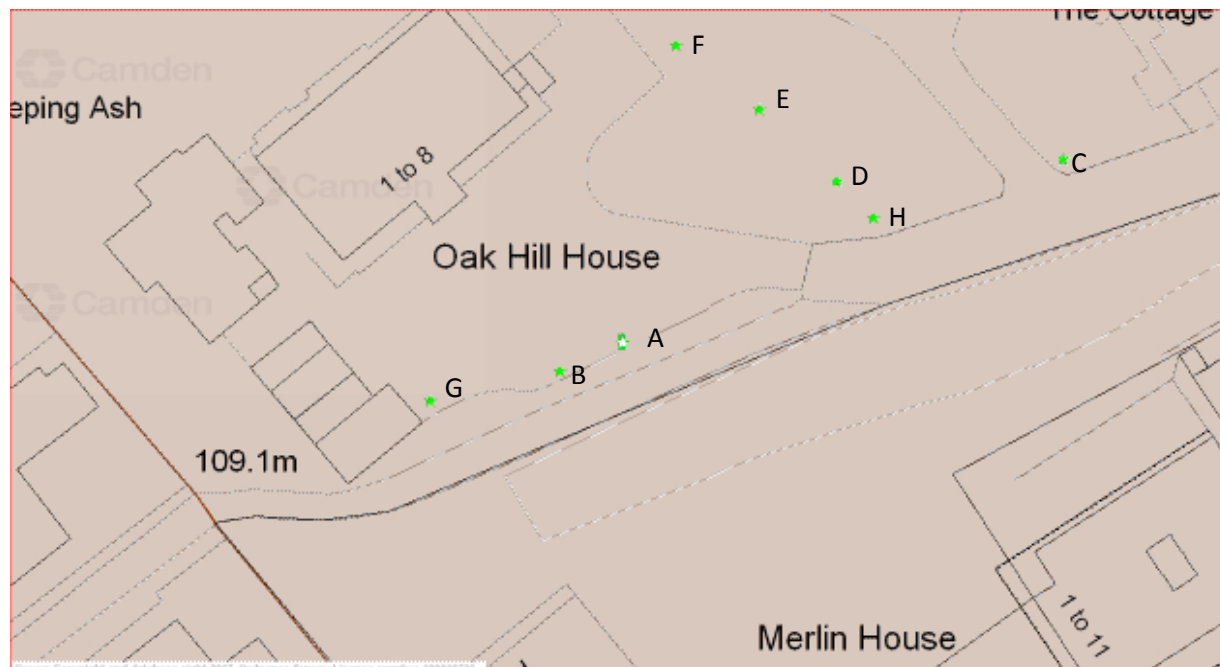 The Cottage
Camden
F
eping Ash
E
C
1 to 8
Camden
D
H
Oak Hill House
Camden
A
B
G
109.1m
1 to 11
Merlin House